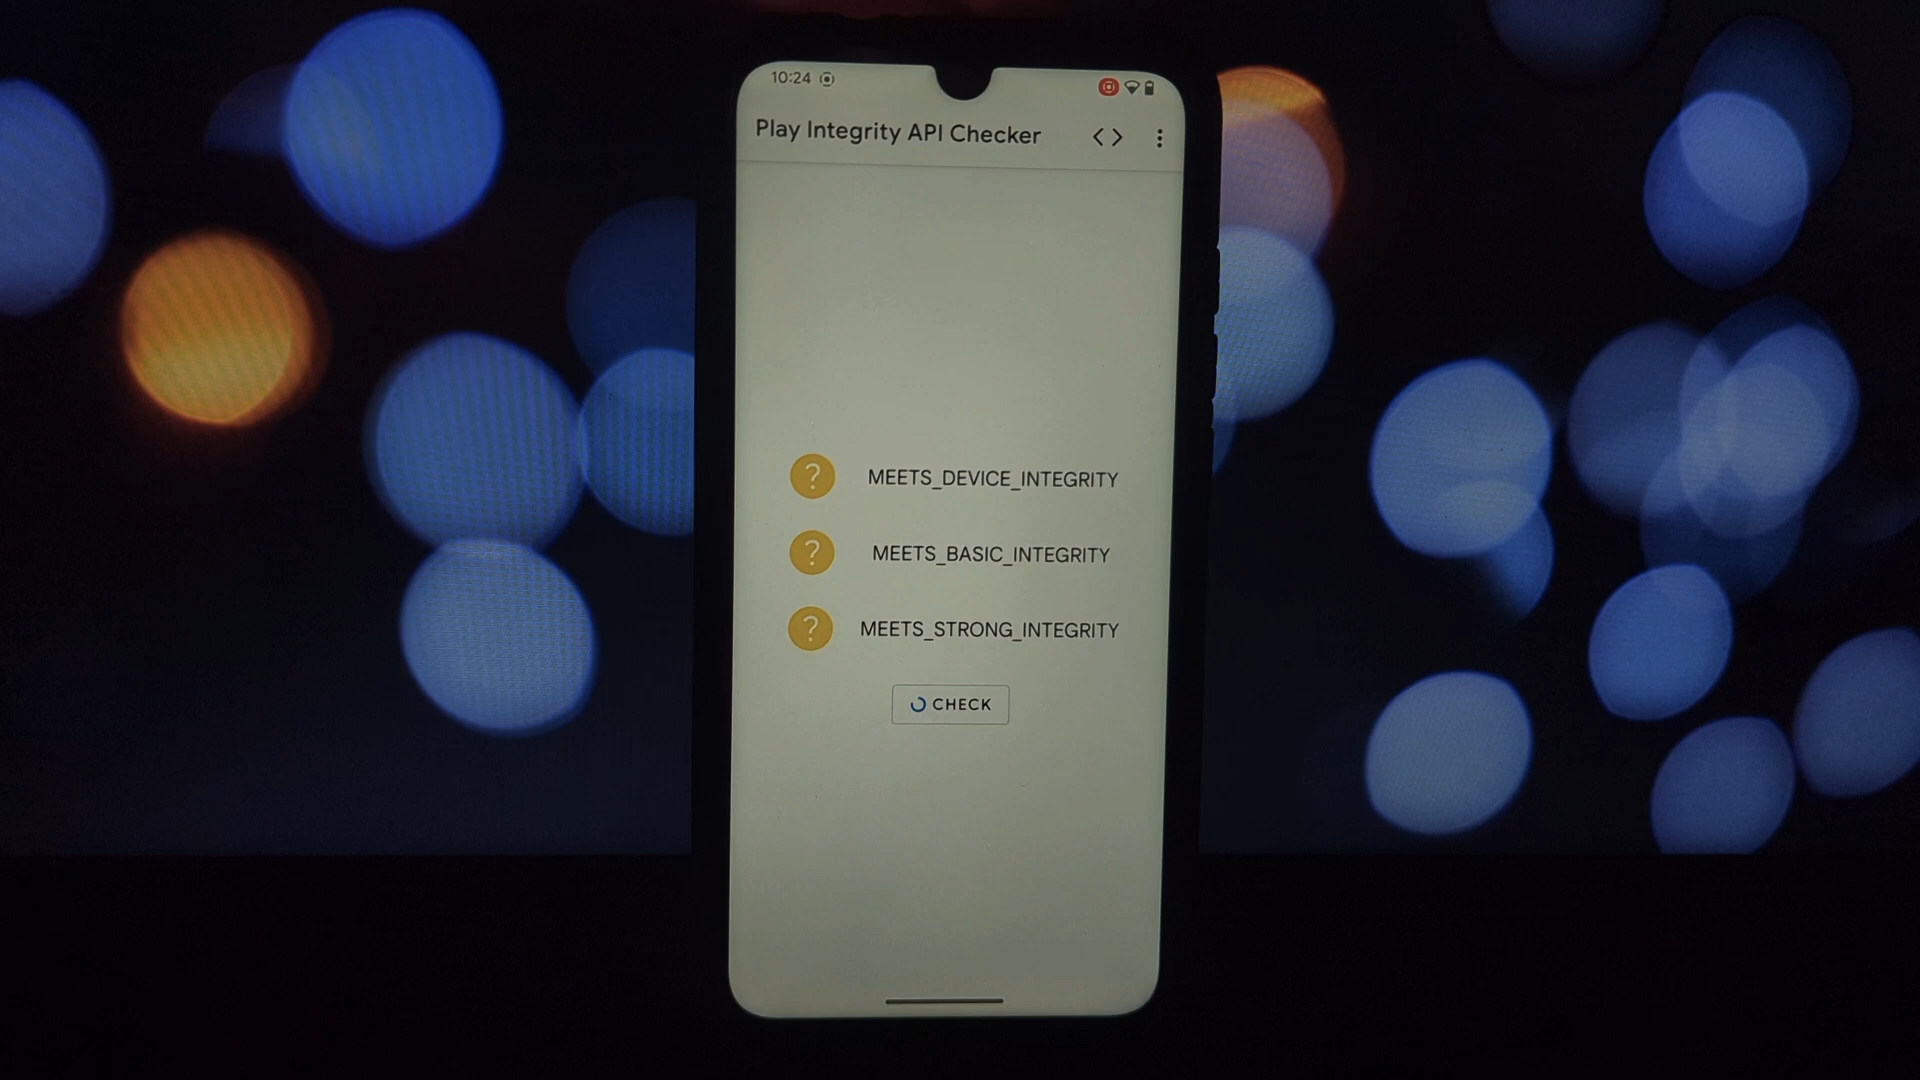 10:24
Play Integrity API Checker
MEETS_DEVICE_INTEGRITY
MEETS_BASIC_INTEGRITY
MEETS_STRONG_INTEGRITY
CHECK